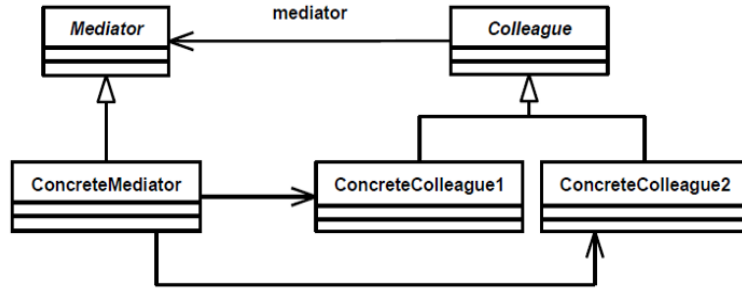 mediator
Mediator
Colleague
ConcreteMediator
ConcreteColleague1
ConcreteColleague2